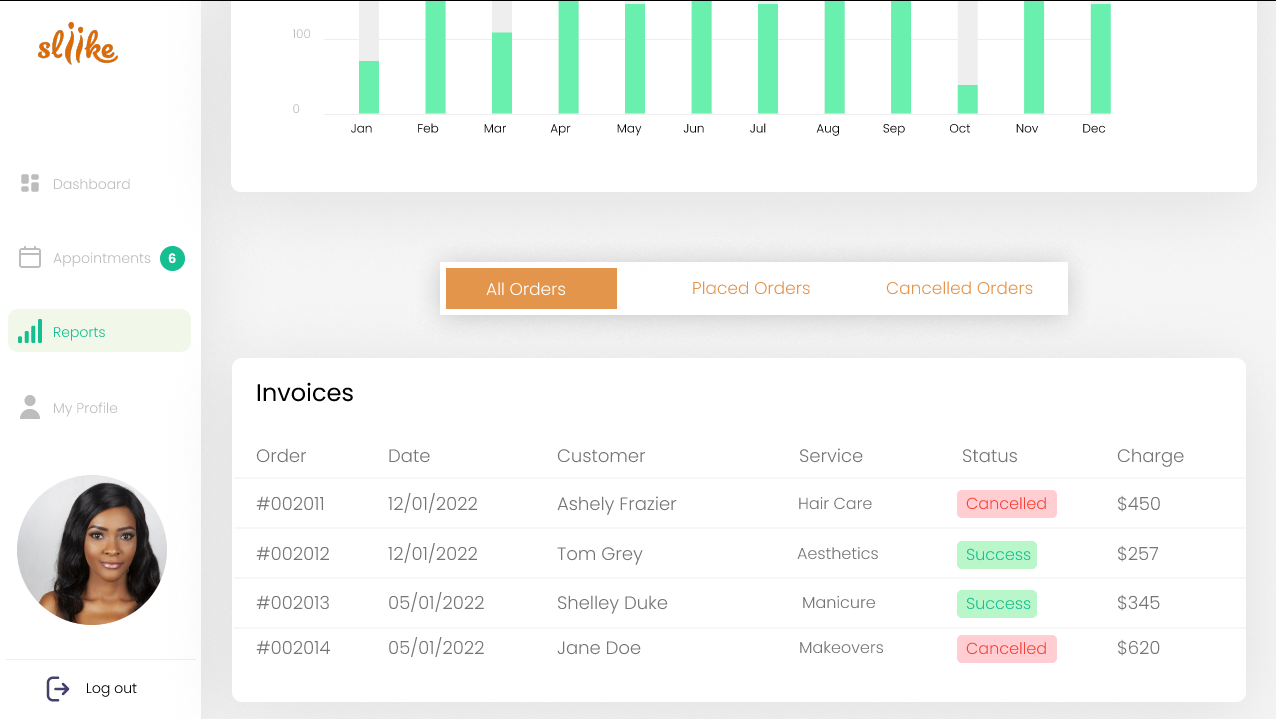 sliike
Dashboard
Appointments 6
Reports
My Profile
Log out
100
0
Jan Feb Mar Apr May Jun Jul Aug Sep Oct Nov Dec
All Orders Placed Orders Cancelled Orders
Invoices
Order Date Customer Service Status Charge
#002011 12/01/2022 Ashely Frazier Hair Care Cancelled $450
#002012 12/01/2022 Tom Grey Aesthetics Success $257
#002013 05/01/2022 Shelley Duke Manicure Success $345
#002014 05/01/2022 Jane Doe Makeovers Cancelled $620